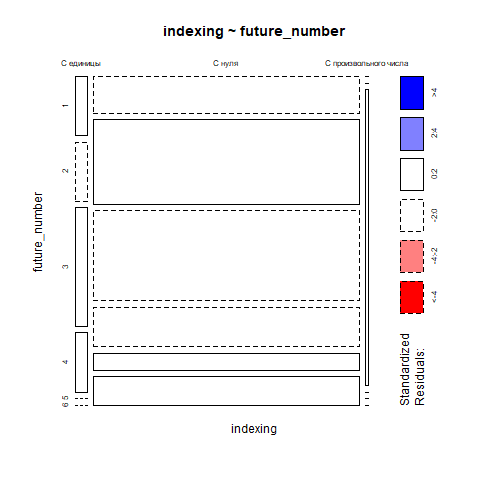 indexing ~ future_number
С единицы С нуля С произвольного числа
1
2
3
4
5
6
future_number
indexing
>4
2:4
0:2
-2:0
-4:-2
<-4
Standardized
Residuals: